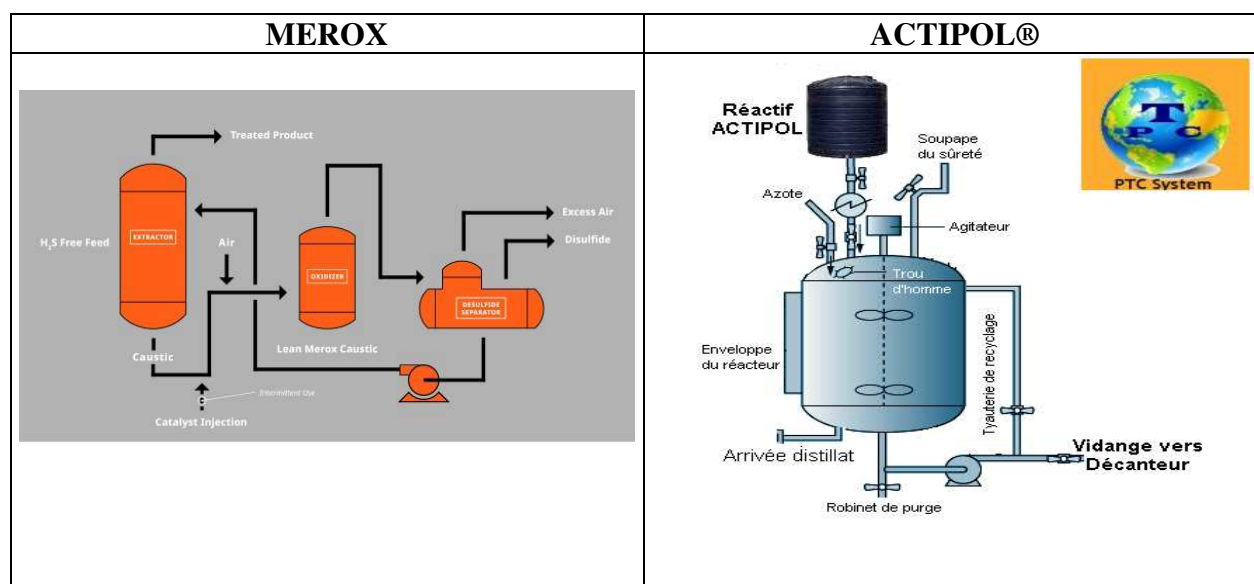 MEROX
ACTIPOL®
Treated Product
H₂S Free Feed
EXTRACTOR
Air
OXIDIZER
Excess Air
Disulfide
DESULFIDE
SEPARATOR
Caustic
Lean Merox Caustic
Intermittent Use
Catalyst Injection
Réactif
ACTIPOL
Soupape
du sûreté
T
P C
PTC System
Azote
Agitateur
Trou
d'homme
Enveloppe
du réacteur
Tyauterie de recyclage
Arrivée distillat
Vidange vers
Décanteur
Robinet de purge